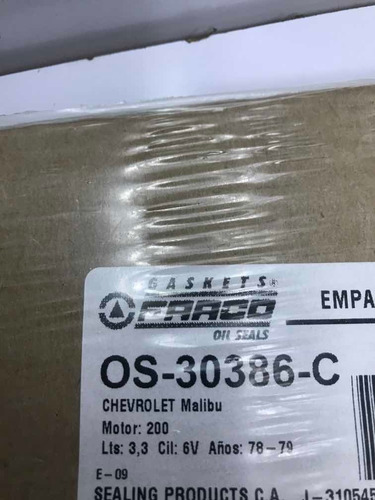 GASKETS
FRACO
OIL SEALS
EMPA
OS-30386-C
CHEVROLET Malibu
Motor: 200
Lts: 3,3 Cil: 6V Años: 78-79
E-09
SEALING PRODUCTS C.A. J-310545